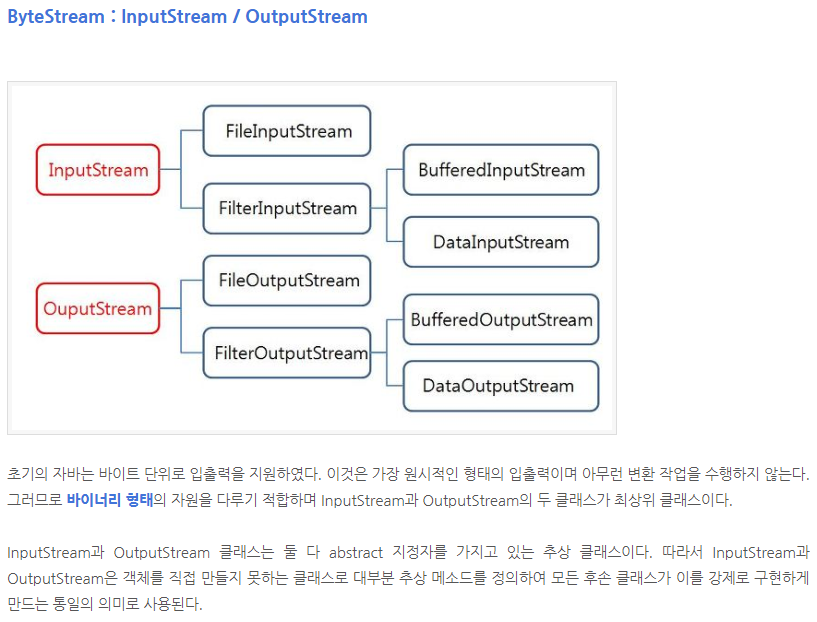 ByteStream : InputStream / OutputStream
FileInputStream
InputStream
BufferedInputStream
FilterInputStream
DataInputStream
FileOutputStream
OuputStream
BufferedOutputStream
FilterOutputStream
DataOutputStream
초기의 자바는 바이트 단위로 입출력을 지원하였다. 이것은 가장 원시적인 형태의 입출력이며 아무런 변환 작업을 수행하지 않는다.
그러므로 바이너리 형태의 자원을 다루기 적합하며 InputStream과 OutputStream의 두 클래스가 최상위 클래스이다.
InputStream과 OutputStream 클래스는 둘 다 abstract 지정자를 가지고 있는 추상 클래스이다. 따라서 InputStream과
OutputStream은 객체를 직접 만들지 못하는 클래스로 대부분 추상 메소드를 정의하여 모든 후손 클래스가 이를 강제로 구현하게
만드는 통일의 의미로 사용된다.